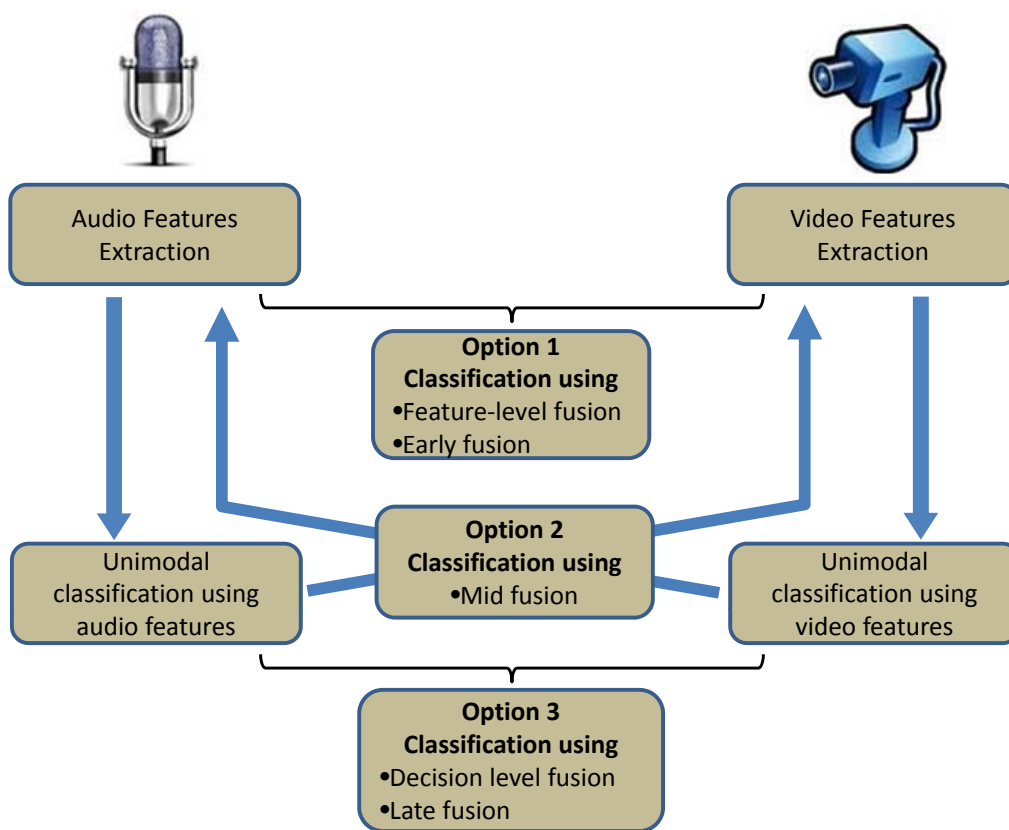 Audio Features
Extraction
Video Features
Extraction
Option 1
Classification using
•Feature-level fusion
•Early fusion
Option 2
Classification using
•Mid fusion
Unimodal
classification using
audio features
Unimodal
classification using
video features
Option 3
Classification using
•Decision level fusion
•Late fusion